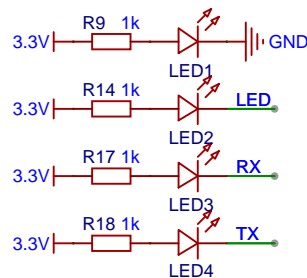 R9 1k
3.3V GND
LED1
R14 1k LED
3.3V
LED2
R17 1k RX
3.3V
LED3
R18 1k TX
3.3V
LED4